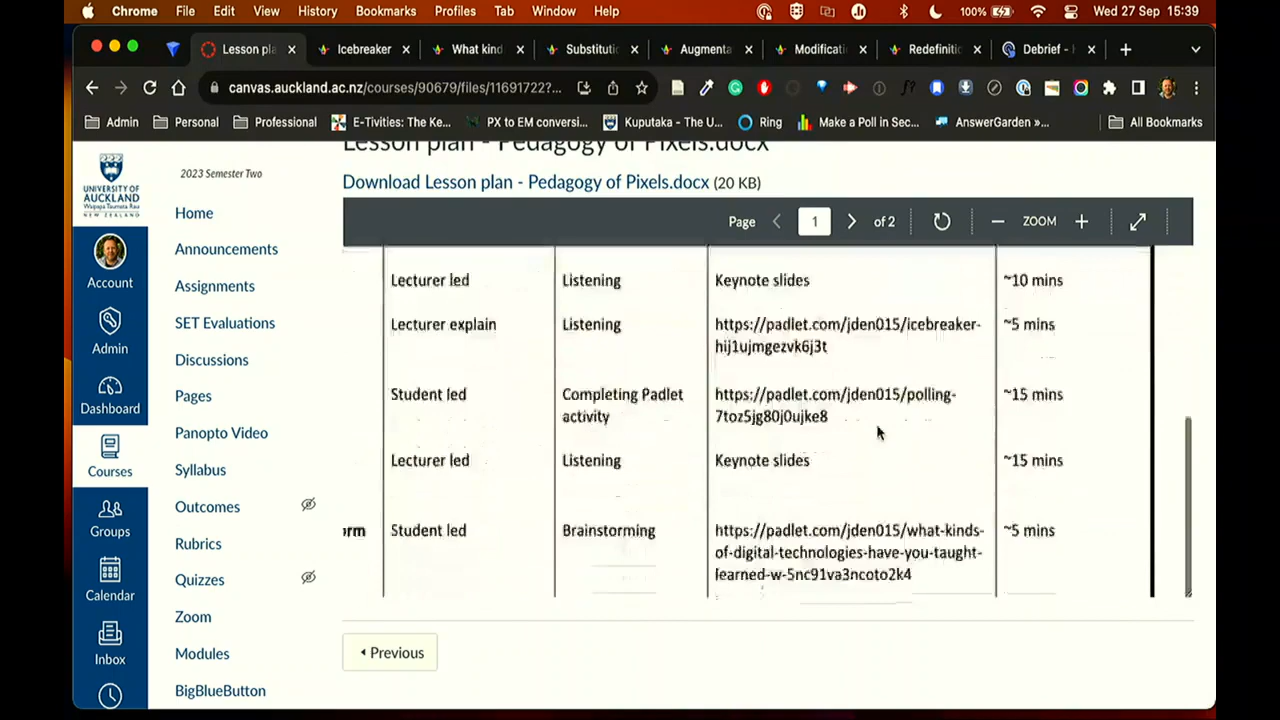 Chrome File Edit View History Bookmarks Profiles Tab Window Help 100% Wed 27 Sep 15:39
Lesson pla Icebreaker What kind Substitutio Augmenta Modificati Redefinitio Debrief -
canvas.auckland.ac.nz/courses/90679/files/11691722?...
Admin Personal Professional E-Tivities: The Ke... PX to EM conversi... Kuputaka - The U... Ring Make a Poll in Sec... AnswerGarden »... All Bookmarks
Lesson plan - Pedagogy of Pixels.docx
UNIVERSITY OF
AUCKLAND
Waipapa Taumata Rau
NEW ZEALAND
2023 Semester Two
Download Lesson plan - Pedagogy of Pixels.docx (20 KB)
Page 1 of 2 ZOOM
Account
Admin
Dashboard
Courses
Groups
Calendar
Inbox
Home
Announcements
Assignments
SET Evaluations
Discussions
Pages
Panopto Video
Syllabus
Outcomes
Rubrics
Quizzes
Zoom
Modules
BigBlueButton
Lecturer led Listening Keynote slides ~10 mins
Lecturer explain Listening https://padlet.com/jden015/icebreaker- ~5 mins
hij1ujmgezvk6j3t
Student led Completing Padlet https://padlet.com/jden015/polling- ~15 mins
activity 7toz5jg80j0ujke8
Lecturer led Listening Keynote slides ~15 mins
orm Student led Brainstorming https://padlet.com/jden015/what-kinds- ~5 mins
of-digital-technologies-have-you-taught-
learned-w-5nc91va3ncoto2k4
Previous